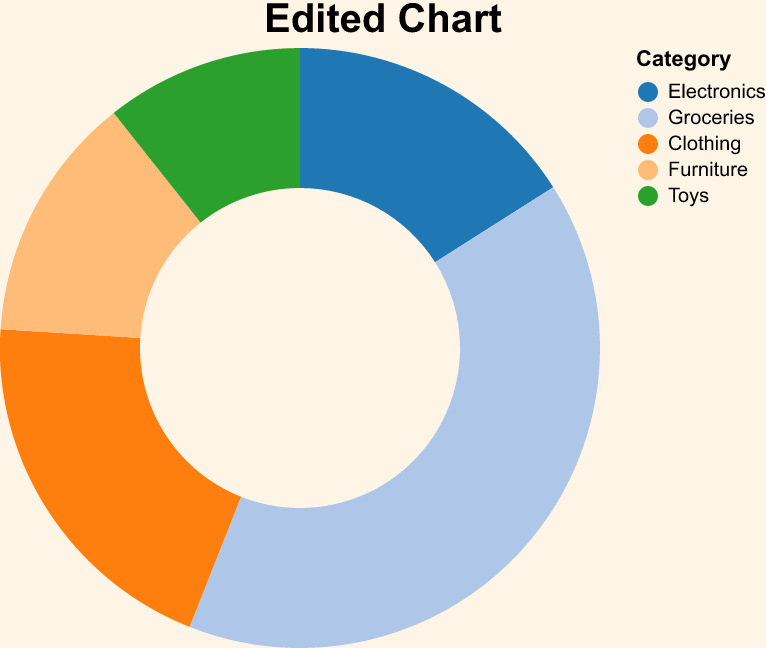 Edited Chart
Category
Electronics
Groceries
Clothing
Furniture
Toys